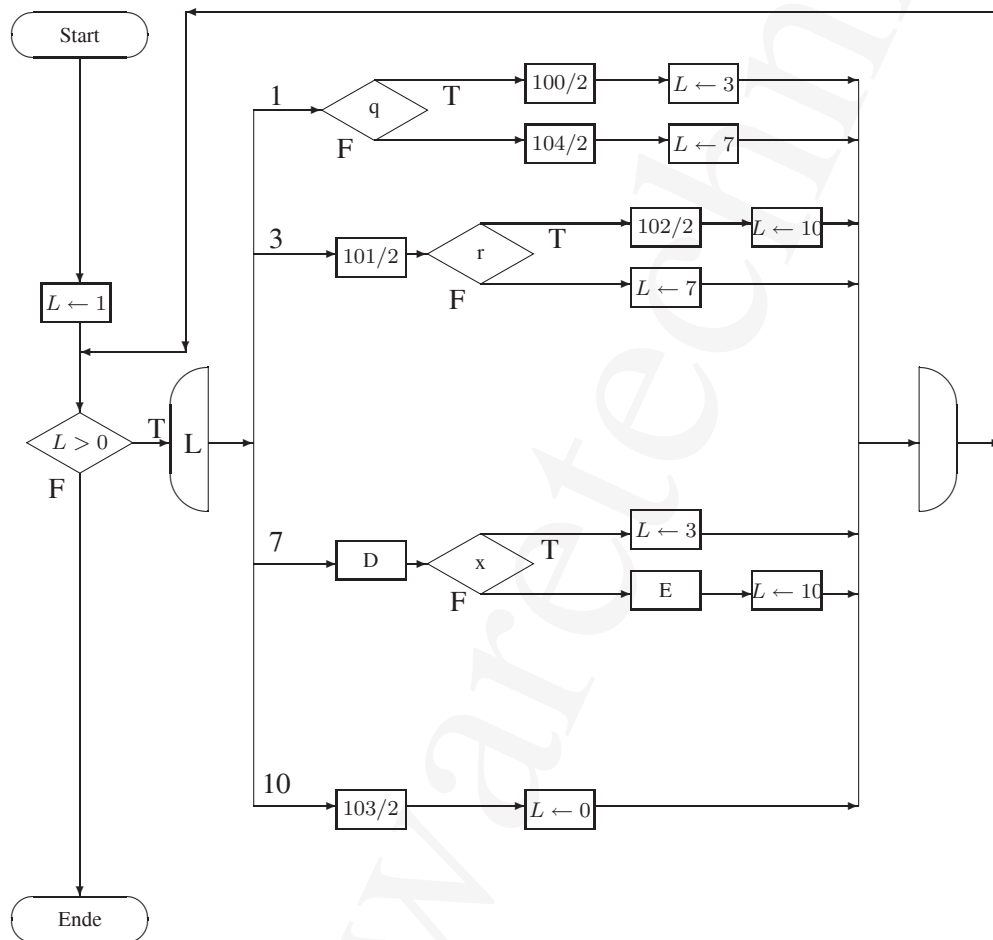 Start
1
q
T
100/2
L ← 3
F
104/2
L ← 7
3
101/2
r
T
102/2
L ← 10
F
L ← 7
L ← 1
L > 0
T
L
F
7
D
x
T
L ← 3
F
E
L ← 10
10
103/2
L ← 0
Ende